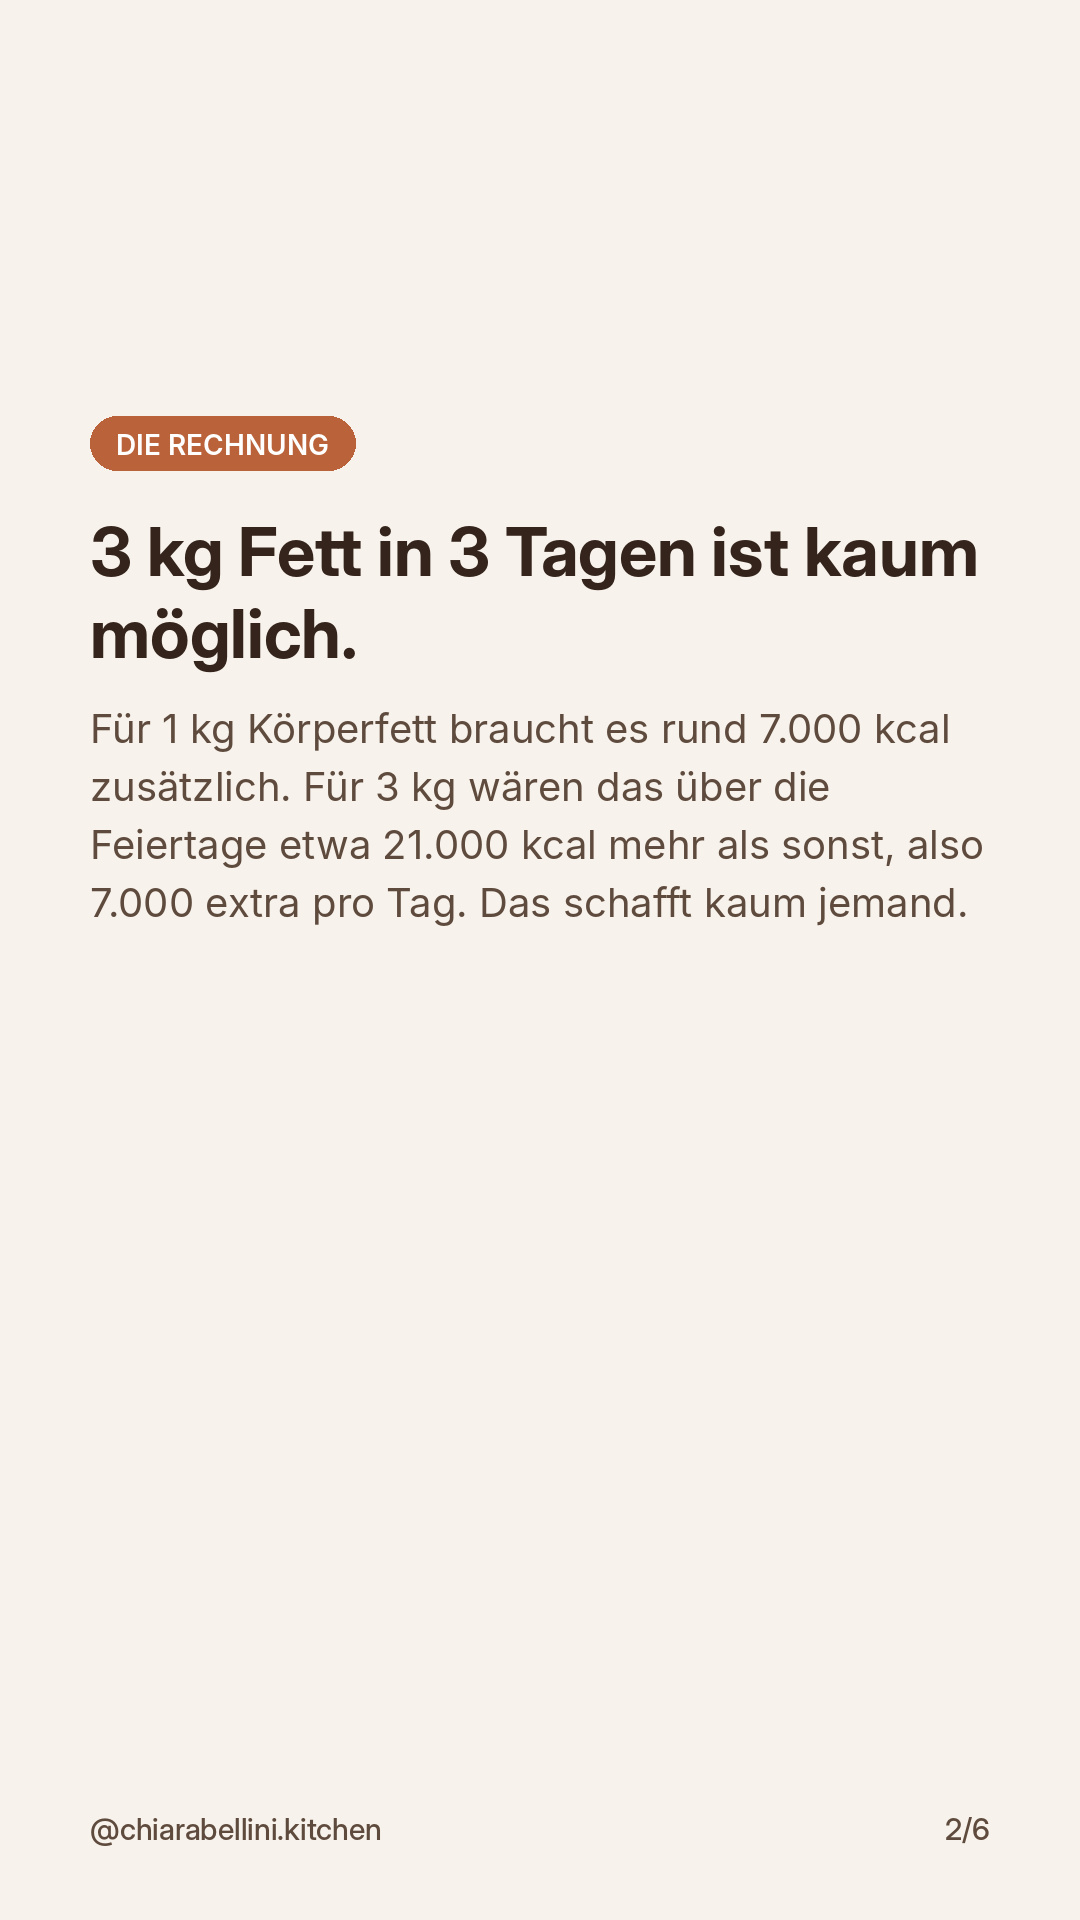 DIE RECHNUNG
3 kg Fett in 3 Tagen ist kaum
möglich.
Für 1 kg Körperfett braucht es rund 7.000 kcal
zusätzlich. Für 3 kg wären das über die
Feiertage etwa 21.000 kcal mehr als sonst, also
7.000 extra pro Tag. Das schafft kaum jemand.
@chiarabellini.kitchen
2/6